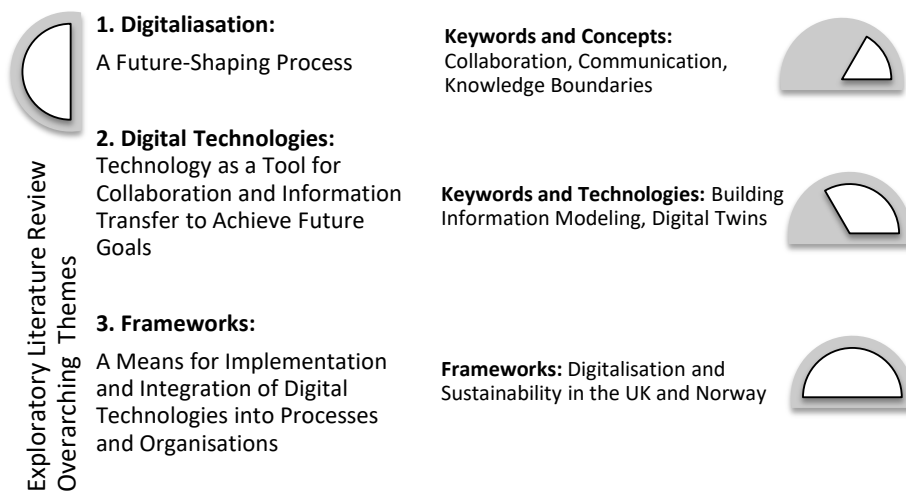 1. Digitaliasation:
A Future-Shaping Process
Keywords and Concepts:
Collaboration, Communication,
Knowledge Boundaries
2. Digital Technologies:
Technology as a Tool for
Collaboration and Information
Transfer to Achieve Future
Goals
Keywords and Technologies: Building
Information Modeling, Digital Twins
3. Frameworks:
A Means for Implementation
and Integration of Digital
Technologies into Processes
and Organisations
Frameworks: Digitalisation and
Sustainability in the UK and Norway
Exploratory Literature Review
Overarching Themes